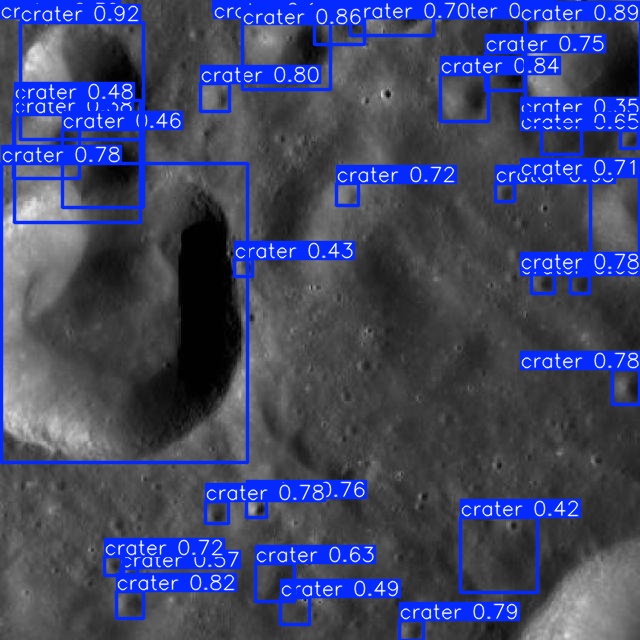 crater 0.92
crater 0.86
crater 0.70
crater 0.89
crater 0.75
crater 0.84
crater 0.80
crater 0.48
crater 0.46
crater 0.35
crater 0.65
crater 0.78
crater 0.72
crater 0.71
crater 0.43
crater 0.78
crater 0.78
crater 0.78
crater 0.42
crater 0.72
crater 0.57
crater 0.63
crater 0.82
crater 0.49
crater 0.79